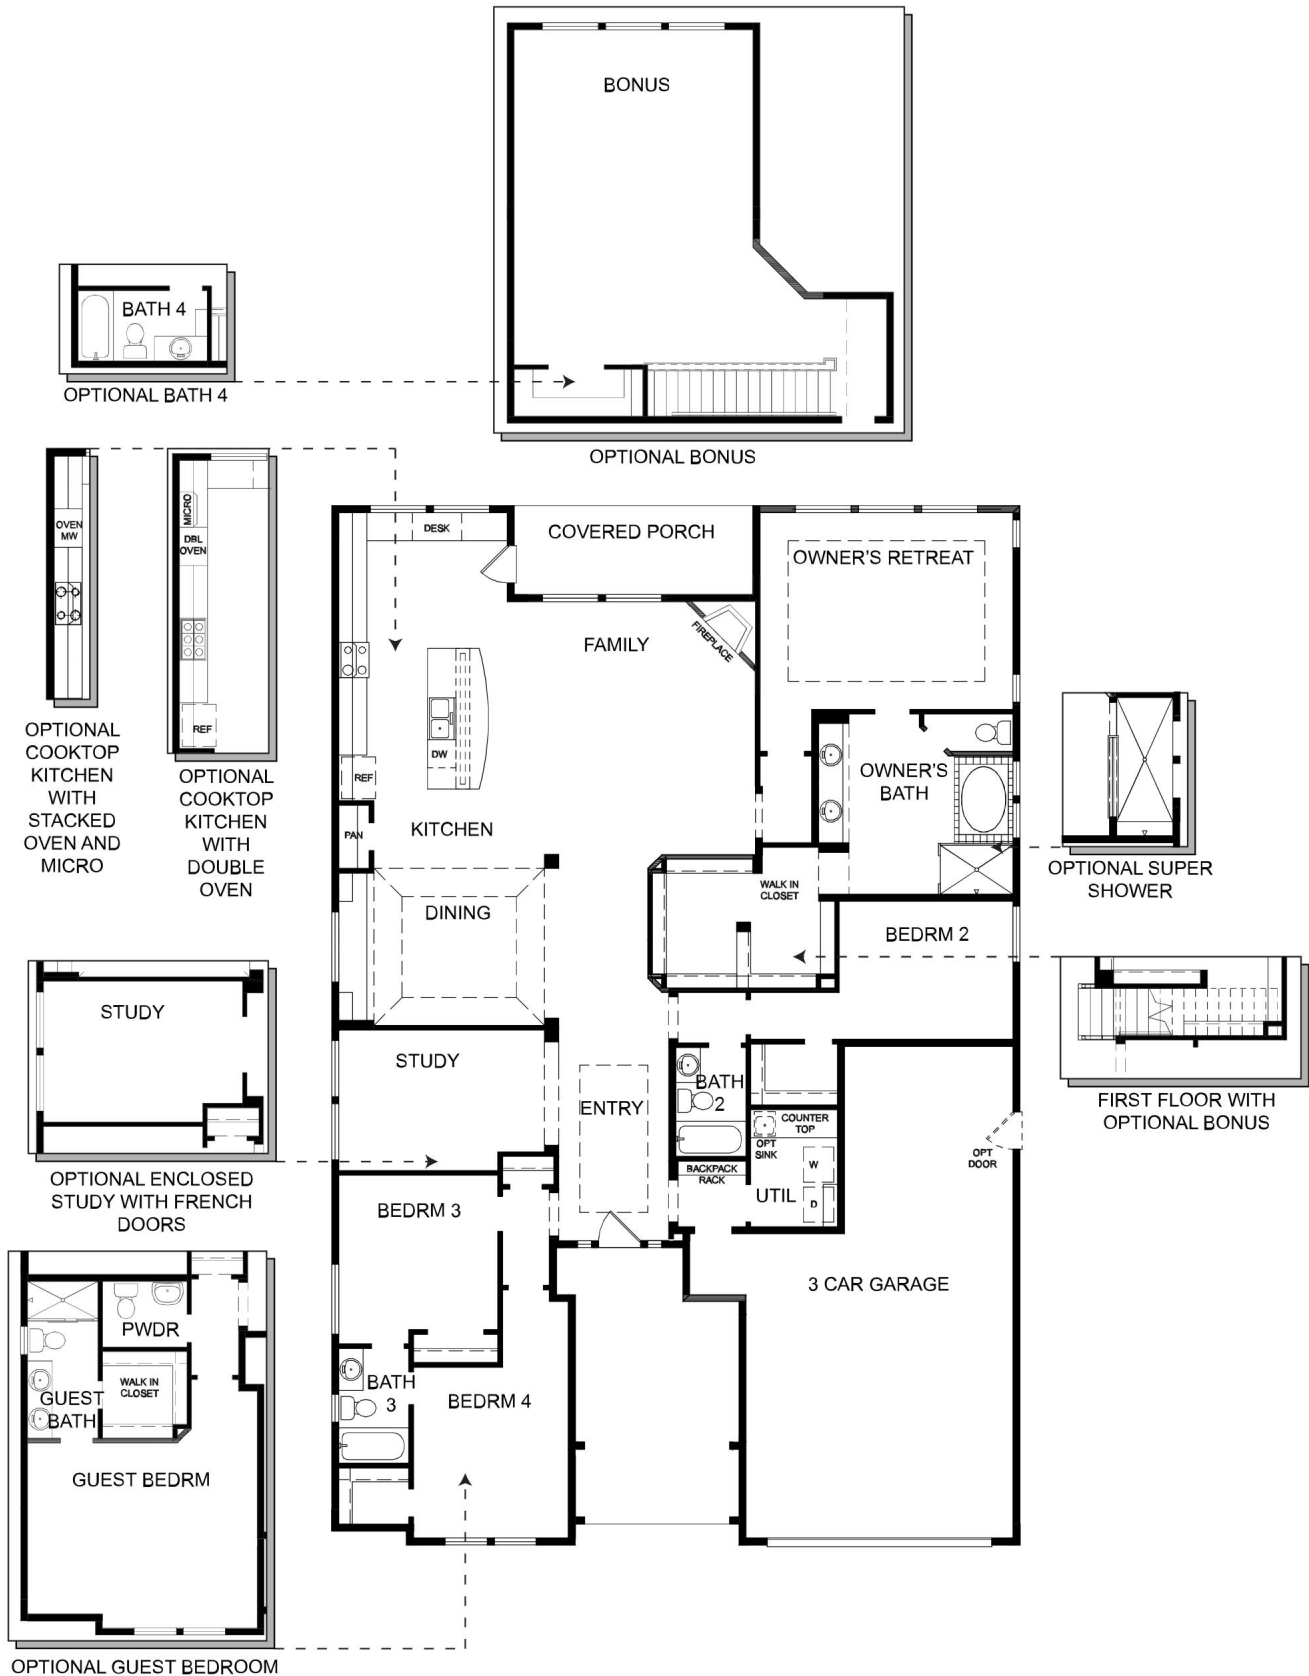 BONUS
BATH 4
OPTIONAL BATH 4
OPTIONAL BONUS
OVEN
MW
MICRO
DBL
OVEN
REF
OPTIONAL
COOKTOP
KITCHEN
WITH
STACKED
OVEN AND
MICRO
OPTIONAL
COOKTOP
KITCHEN
WITH
DOUBLE
OVEN
DESK
COVERED PORCH
OWNER'S RETREAT
FAMILY
FIREPLACE
DW
REF
PAN
KITCHEN
OWNER'S
BATH
OPTIONAL SUPER
SHOWER
WALK IN
CLOSET
DINING
BEDRM 2
STUDY
OPTIONAL ENCLOSED
STUDY WITH FRENCH
DOORS
STUDY
ENTRY
BATH
2
COUNTER
TOP
OPT
SINK
W
D
UTIL
BACKPACK
RACK
OPT
DOOR
FIRST FLOOR WITH
OPTIONAL BONUS
BEDRM 3
3 CAR GARAGE
BATH
3
BEDRM 4
PWDR
WALK IN
CLOSET
GUEST
BATH
GUEST BEDRM
OPTIONAL GUEST BEDROOM